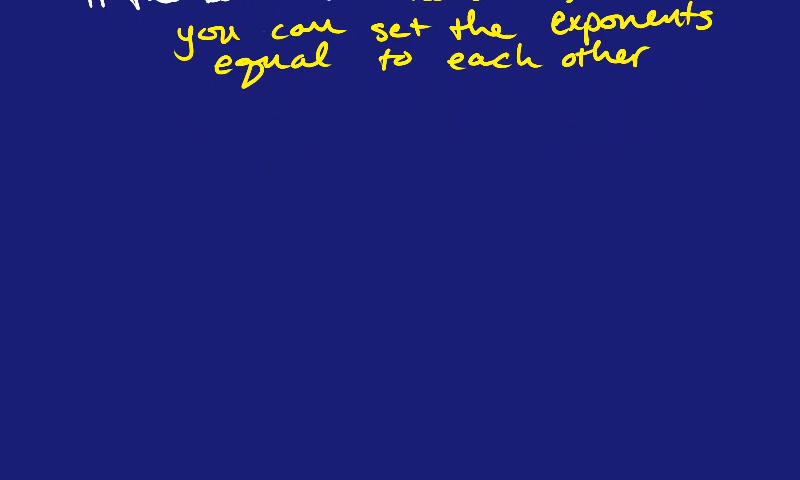 you can set the exponents
equal to each other